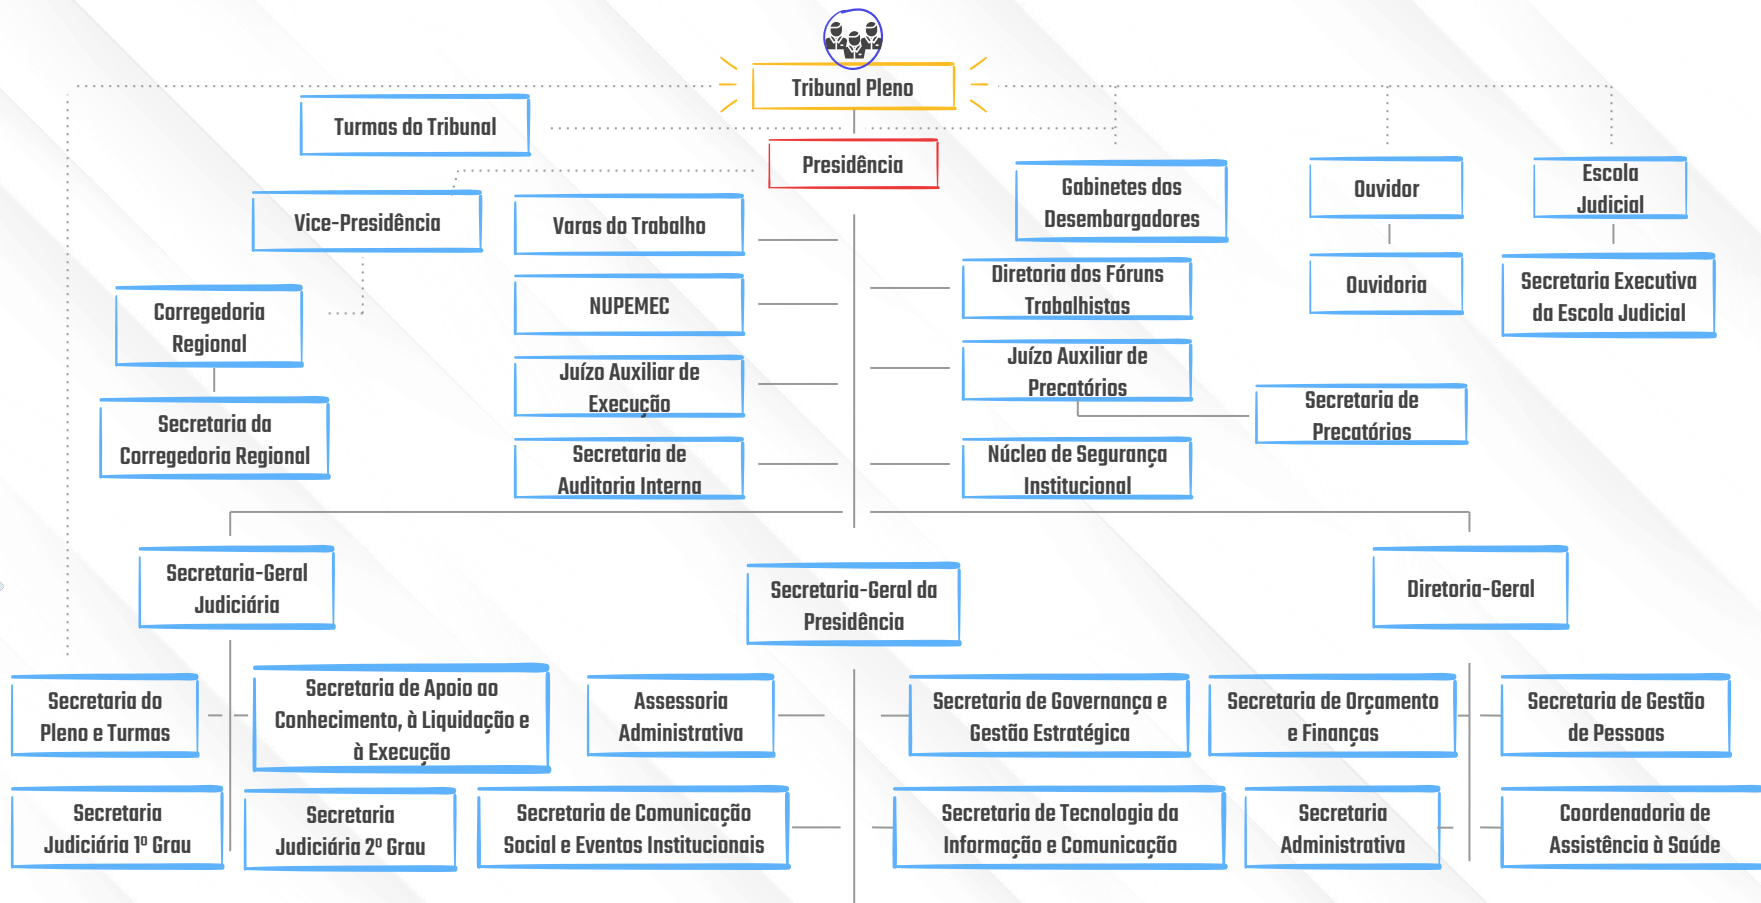 Tribunal Pleno
Turmas do Tribunal
Presidência
Vice-Presidência
Varas do Trabalho
Gabinetes dos
Desembargadores
Ouvidor
Escola
Judicial
Corregedoria
Regional
NUPEMEC
Diretoria dos Fóruns
Trabalhistas
Ouvidoria
Secretaria Executiva
da Escola Judicial
Secretaria da
Corregedoria Regional
Juízo Auxiliar de
Execução
Juízo Auxiliar de
Precatórios
Secretaria de
Precatórios
Secretaria de
Auditoria Interna
Núcleo de Segurança
Institucional
Secretaria-Geral
Judiciária
Secretaria-Geral da
Presidência
Diretoria-Geral
Secretaria do
Pleno e Turmas
Secretaria de Apoio ao
Conhecimento, à Liquidação e
à Execução
Assessoria
Administrativa
Secretaria de Governança e
Gestão Estratégica
Secretaria de Orçamento
e Finanças
Secretaria de Gestão
de Pessoas
Secretaria
Judiciária 1º Grau
Secretaria
Judiciária 2º Grau
Secretaria de Comunicação
Social e Eventos Institucionais
Secretaria de Tecnologia da
Informação e Comunicação
Secretaria
Administrativa
Coordenadoria de
Assistência à Saúde